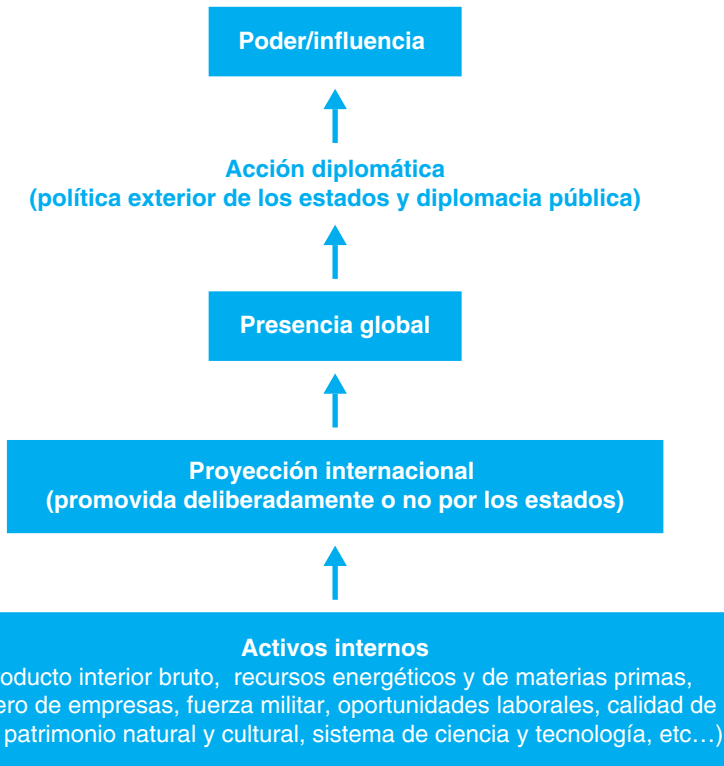 Poder/influencia
Acción diplomática
(política exterior de los estados y diplomacia pública)
Presencia global
Proyección internacional
(promovida deliberadamente o no por los estados)
Activos internos
interior bruto, recursos energéticos y de materias primas,
de empresas, fuerza militar, oportunidades laborales, calidad de
patrimonio natural y cultural, sistema de ciencia y tecnología, etc…)